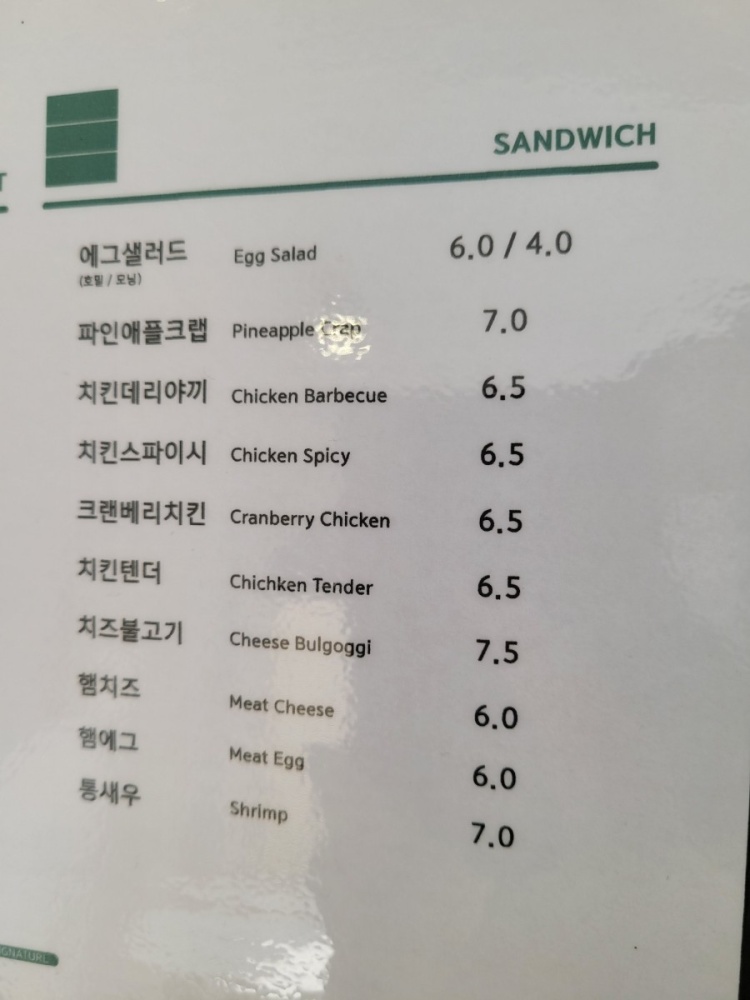 T
SANDWICH
에그샐러드 Egg Salad 6.0 / 4.0
(호밀 / 모닝)
파인애플크랩 Pineapple 7.0
치킨데리야끼 Chicken Barbecue 6.5
치킨스파이시 Chicken Spicy 6.5
크랜베리치킨 Cranberry Chicken 6.5
치킨텐더 Chichken Tender 6.5
치즈불고기 Cheese Bulgoggi 7.5
햄치즈 Meat Cheese 6.0
햄에그 Meat Egg 6.0
통새우 Shrimp 7.0